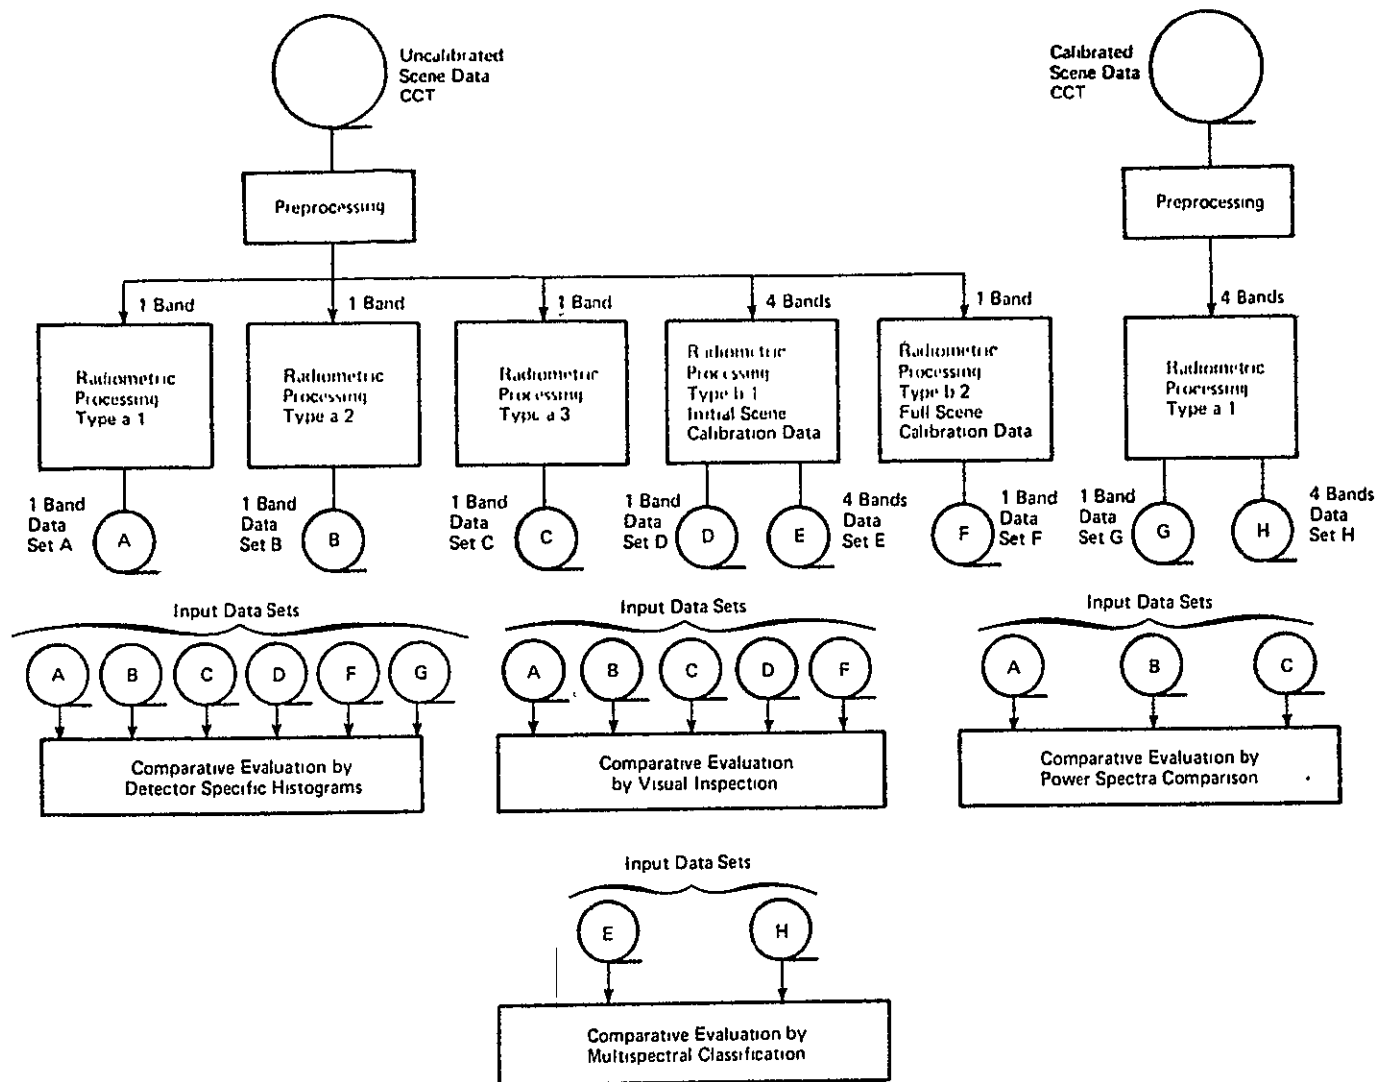 Uncalibrated
Scene Data
CCT
Calibrated
Scene Data
CCT
Preprocessing
Preprocessing
1 Band
1 Band
1 Band
4 Bands
1 Band
4 Bands
Radiometric
Processing
Type a 1
Radiometric
Processing
Type a 2
Radiometric
Processing
Type a 3
Radiometric
Processing
Type b 1
Initial Scene
Calibration Data
Radiometric
Processing
Type b 2
Full Scene
Calibration Data
Radiometric
Processing
Type a 1
1 Band
Data
Set A
A
1 Band
Data
Set B
B
1 Band
Data
Set C
C
1 Band
Data
Set D
D
E
4 Bands
Data
Set E
F
1 Band
Data
Set F
1 Band
Data
Set G
G
H
4 Bands
Data
Set H
Input Data Sets
A
B
C
D
F
G
Comparative Evaluation by
Detector Specific Histograms
Input Data Sets
A
B
C
D
F
Comparative Evaluation
by Visual Inspection
Input Data Sets
A
B
C
Comparative Evaluation by
Power Spectra Comparison
Input Data Sets
E
H
Comparative Evaluation by
Multispectral Classification